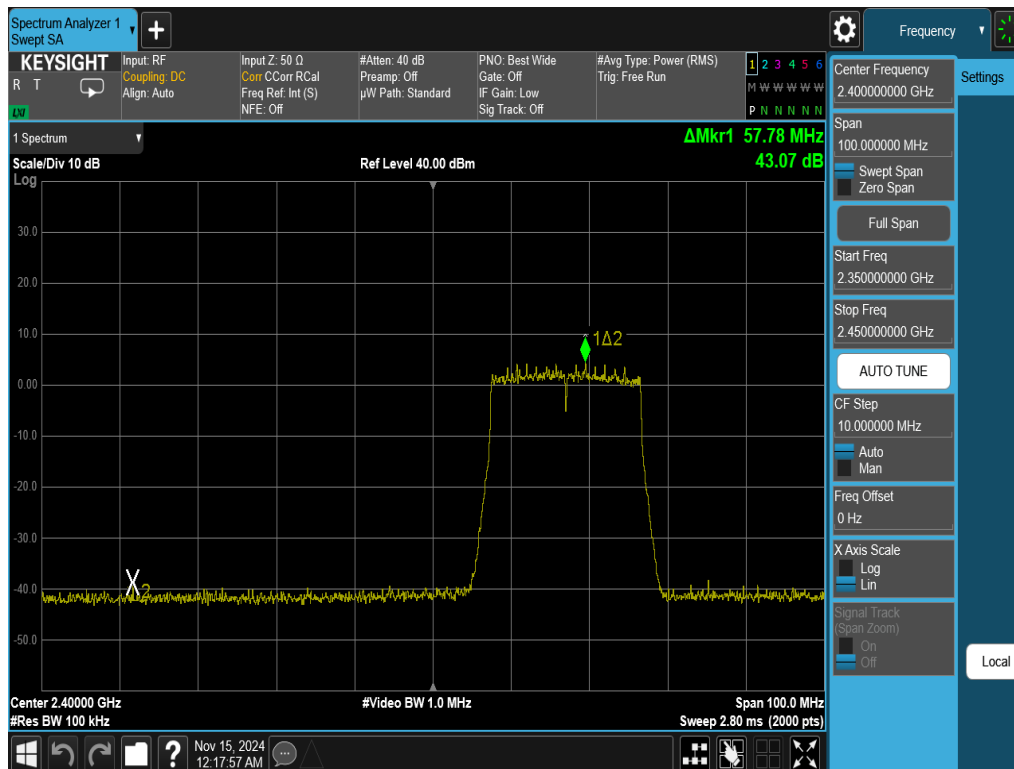 Spectrum Analyzer 1
Swept SA
+
Frequency
KEYSIGHT
R T
LXI
Input: RF
Coupling: DC
Align: Auto
Input Z: 50 Ω
Corr CCorr RCal
Freq Ref: Int (S)
NFE: Off
#Atten: 40 dB
Preamp: Off
µW Path: Standard
PNO: Best Wide
Gate: Off
IF Gain: Low
Sig Track: Off
#Avg Type: Power (RMS)
Trig: Free Run
1 2 3 4 5 6
M W W W W W
P N N N N N
1 Spectrum
ΔMkr1 57.78 MHz
43.07 dB
Scale/Div 10 dB
Ref Level 40.00 dBm
Log
30.0
20.0
10.0
0.00
-10.0
-20.0
-30.0
-40.0
-50.0
1Δ2
X2
Center 2.40000 GHz
#Video BW 1.0 MHz
Span 100.0 MHz
#Res BW 100 kHz
Sweep 2.80 ms (2000 pts)
Center Frequency
2.400000000 GHz
Settings
Span
100.000000 MHz
Swept Span
Zero Span
Full Span
Start Freq
2.350000000 GHz
Stop Freq
2.450000000 GHz
AUTO TUNE
CF Step
10.000000 MHz
Auto
Man
Freq Offset
0 Hz
X Axis Scale
Log
Lin
Signal Track
(Span Zoom)
On
Off
Local
?
Nov 15, 2024
12:17:57 AM